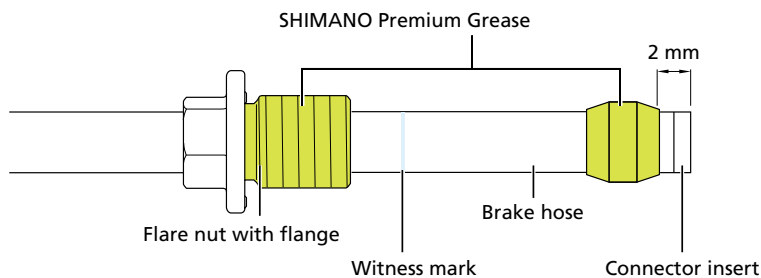 SHIMANO Premium Grease
2 mm
Brake hose
Flare nut with flange
Witness mark
Connector insert